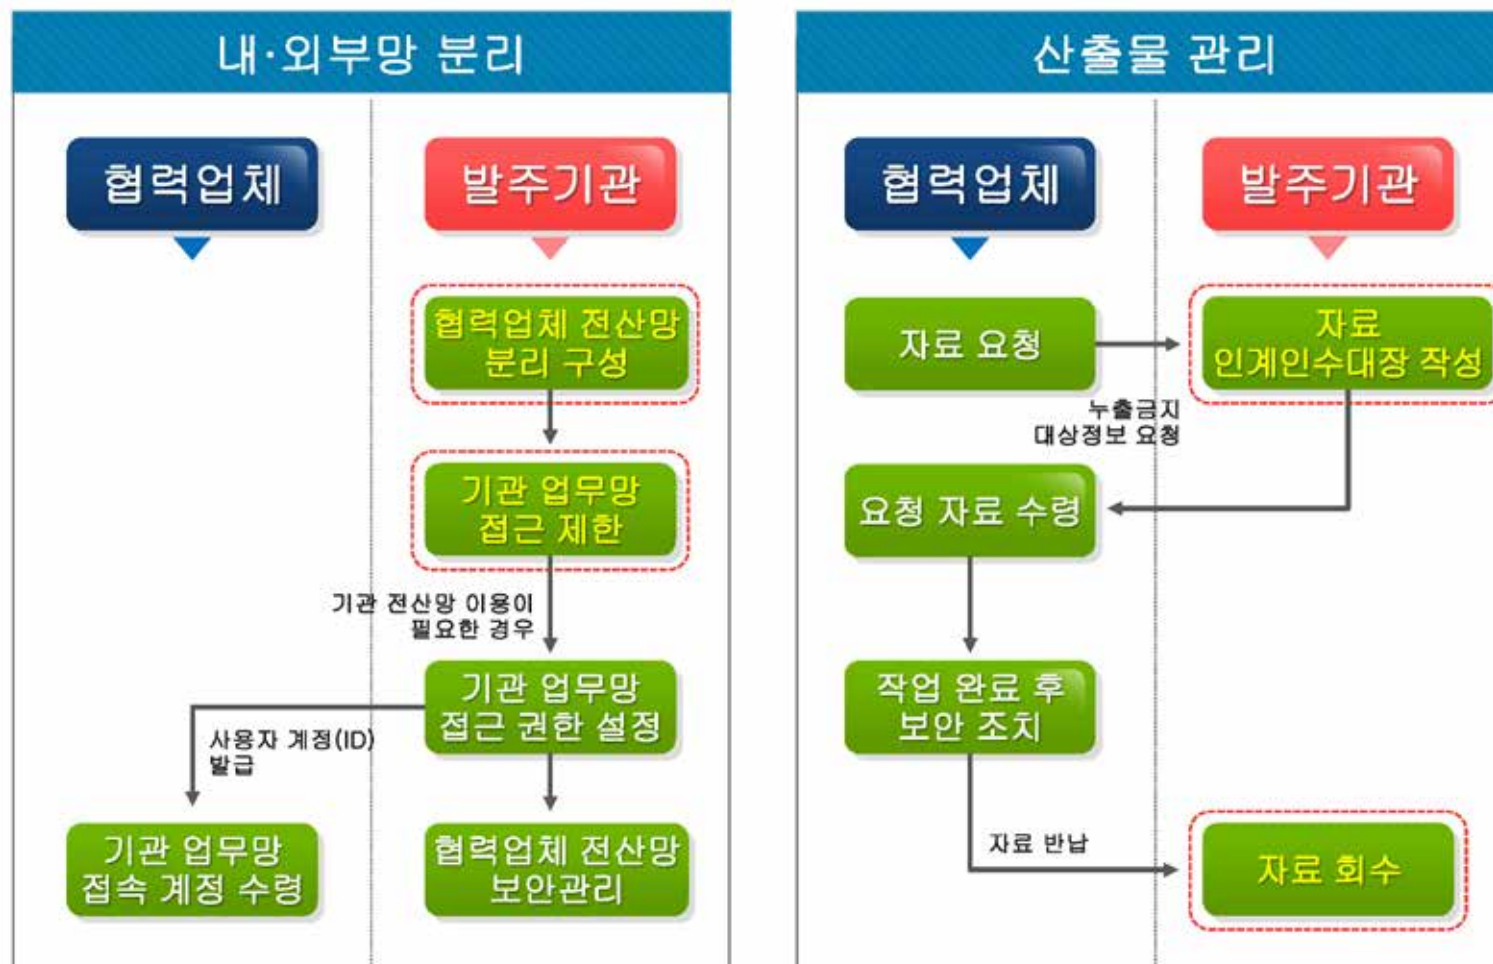 내·외부망 분리
협력업체
발주기관
협력업체 전산망
분리 구성
기관 업무망
접근 제한
기관 전산망 이용이
필요한 경우
기관 업무망
접근 권한 설정
사용자 계정(ID)
발급
기관 업무망
접속 계정 수령
협력업체 전산망
보안관리
산출물 관리
협력업체
발주기관
자료 요청
자료
인계인수대장 작성
누출금지
대상정보 요청
요청 자료 수령
작업 완료 후
보안 조치
자료 반납
자료 회수